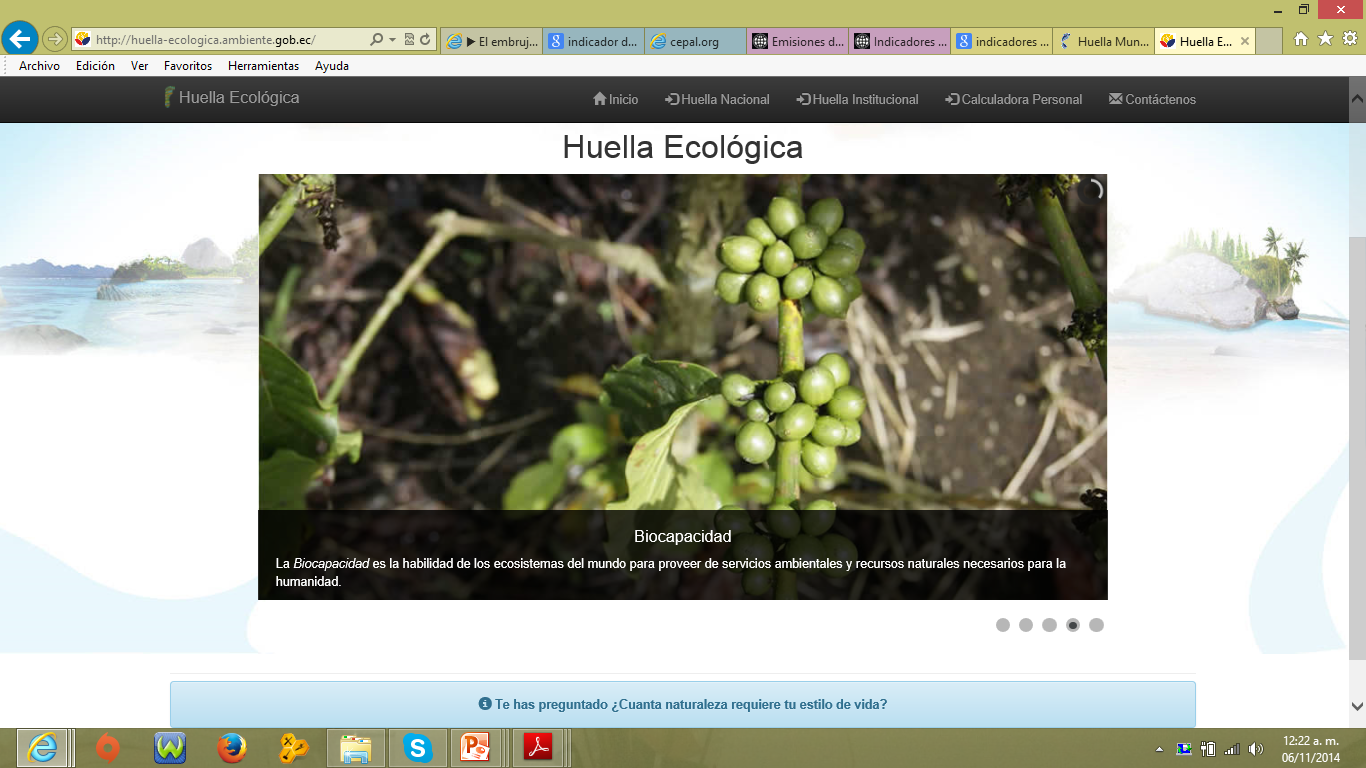 http://huella-ecologica.ambiente.gob.ec/
▶ El embruj...
indicador d...
cepal.org
Emisiones d...
Indicadores ...
indicadores ...
Huella Mun...
Huella E...
Archivo Edición Ver Favoritos Herramientas Ayuda
Huella Ecológica
Inicio Huella Nacional Huella Institucional Calculadora Personal Contáctenos
Huella Ecológica
Biocapacidad
La Biocapacidad es la habilidad de los ecosistemas del mundo para proveer de servicios ambientales y recursos naturales necesarios para la
humanidad.
Te has preguntado ¿Cuanta naturaleza requiere tu estilo de vida?
12:22 a. m.
06/11/2014